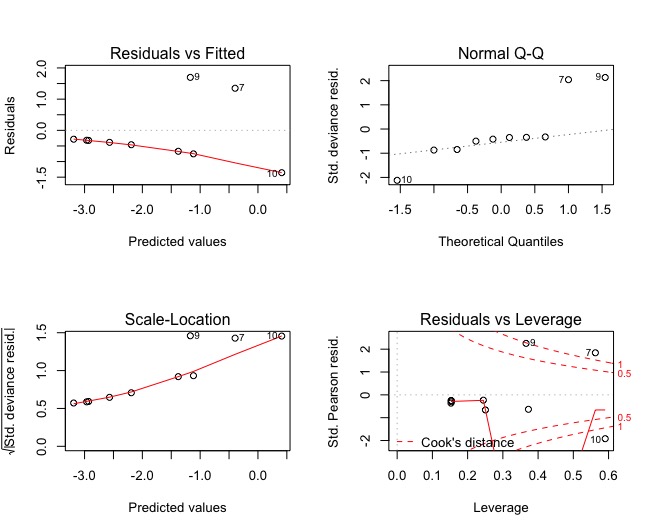 Residuals vs Fitted
Residuals
-1.5 0.0 1.0 2.0
9
7
10
-3.0 -2.0 -1.0 0.0
Predicted values
Normal Q-Q
Std. deviance resid.
-2 -1 0 1 2
7
9
10
-1.5 -0.5 0.0 0.5 1.0 1.5
Theoretical Quantiles
Scale-Location
√|Std. deviance resid.|
0.0 0.5 1.0 1.5
9
7
10
-3.0 -2.0 -1.0 0.0
Predicted values
Residuals vs Leverage
Std. Pearson resid.
-2 0 1 2
9
7
10
1
0.5
0.5
1
Cook's distance
0.0 0.1 0.2 0.3 0.4 0.5 0.6
Leverage